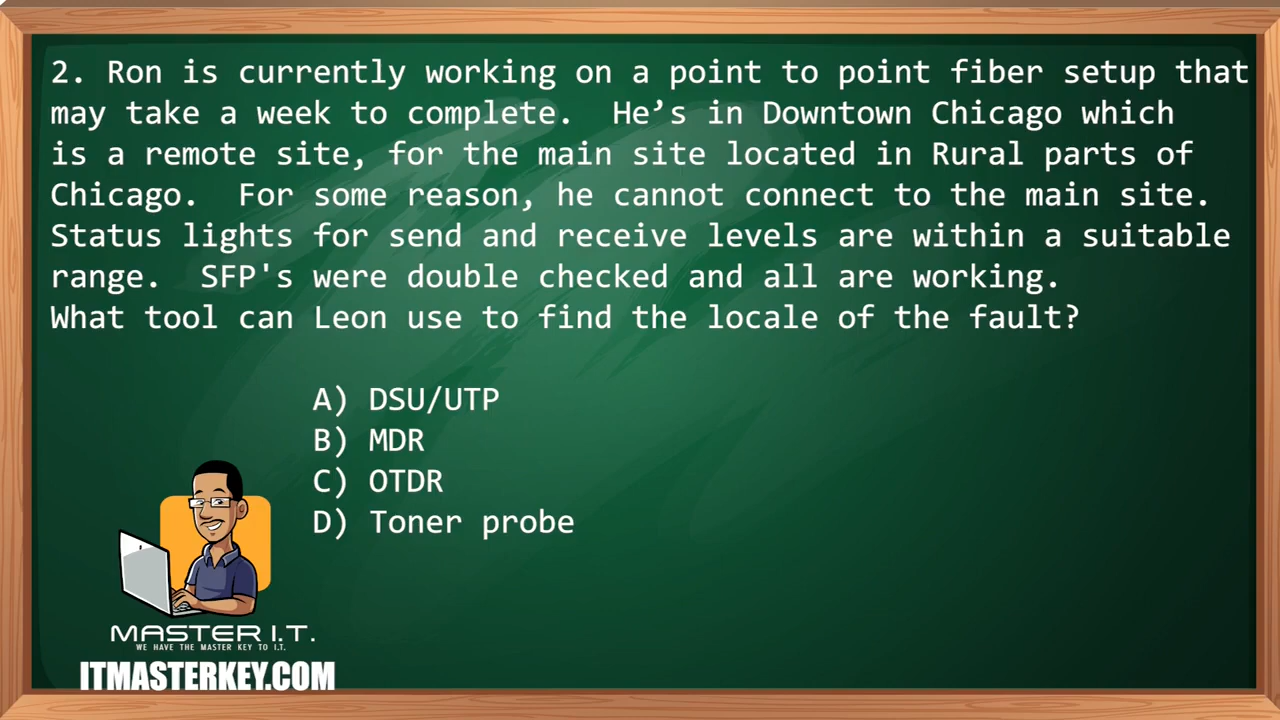 2. Ron is currently working on a point to point fiber setup that
may take a week to complete.  He’s in Downtown Chicago which
is a remote site, for the main site located in Rural parts of
Chicago.  For some reason, he cannot connect to the main site.
Status lights for send and receive levels are within a suitable
range.  SFP's were double checked and all are working.
What tool can Leon use to find the locale of the fault?
A) DSU/UTP
B) MDR
C) OTDR
D) Toner probe
MASTER I.T.
WE HAVE THE MASTER KEY TO I.T.
ITMASTERKEY.COM